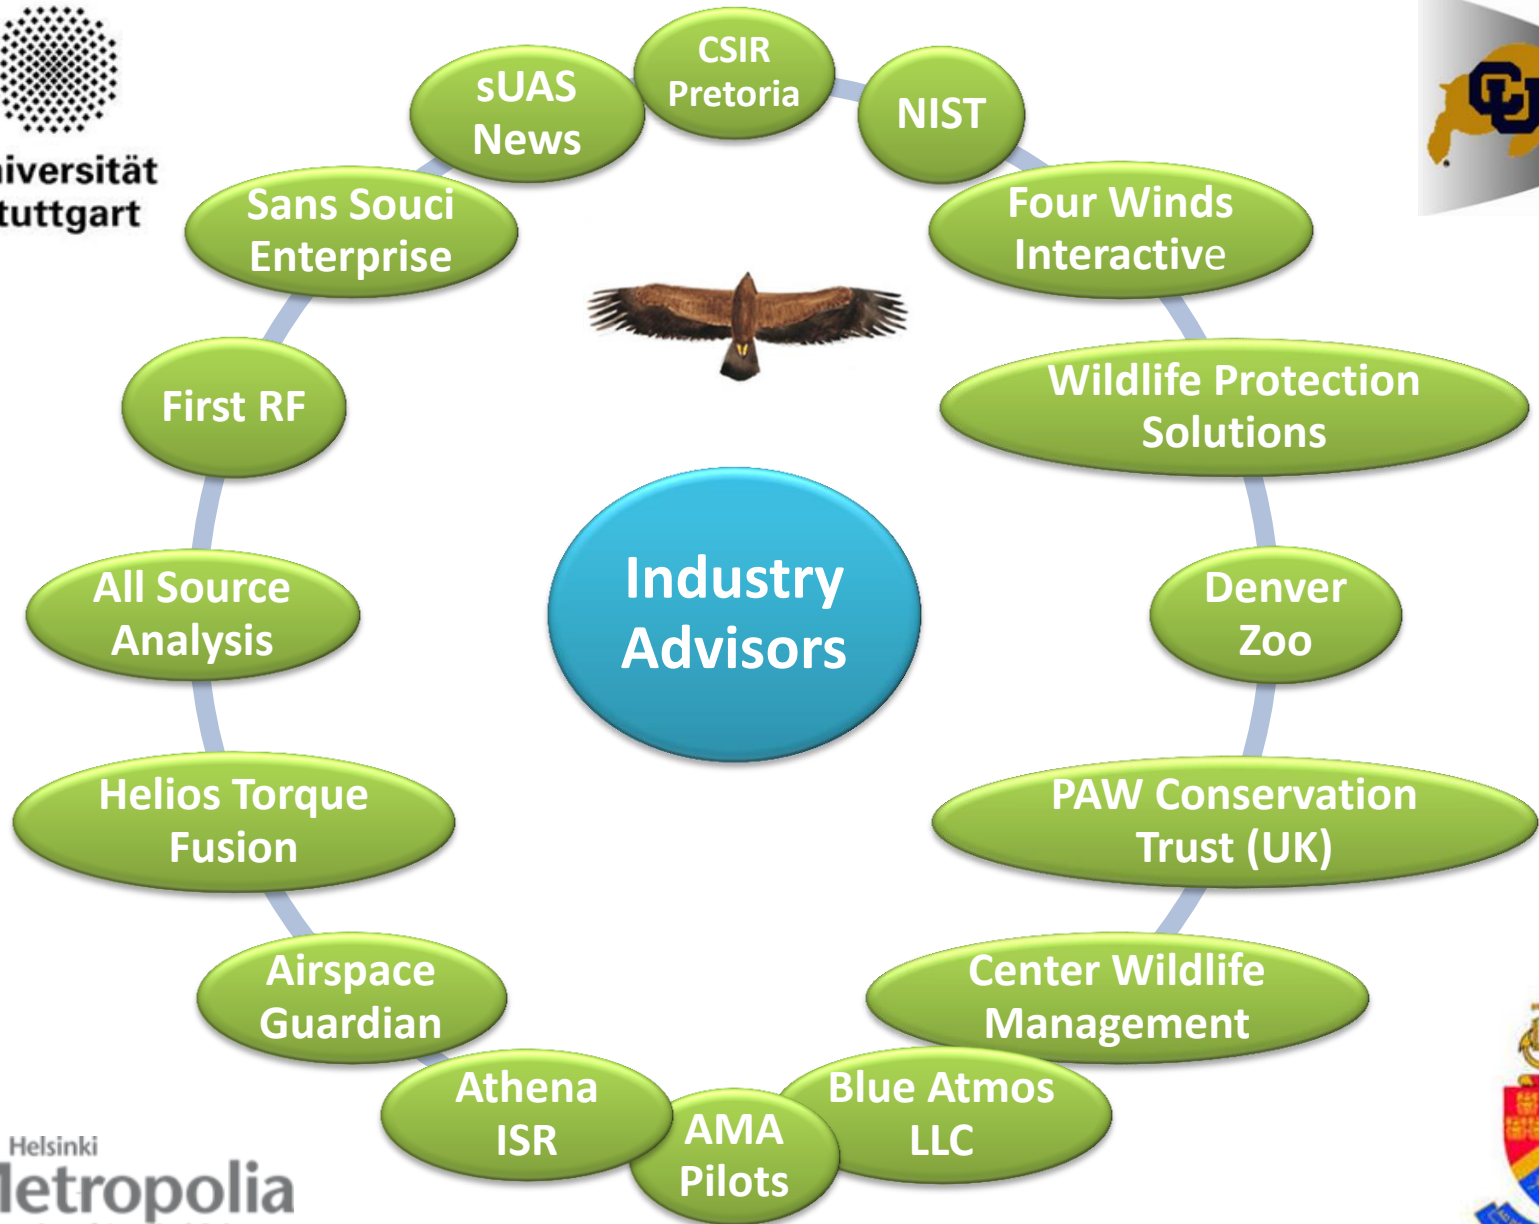 CSIR
Pretoria
sUAS
News
NIST
CU
iversität
tuttgart
Sans Souci
Enterprise
Four Winds
Interactive
First RF
Wildlife Protection
Solutions
Industry
Advisors
All Source
Analysis
Denver
Zoo
Helios Torque
Fusion
PAW Conservation
Trust (UK)
Airspace
Guardian
Center Wildlife
Management
Athena
ISR
AMA
Pilots
Blue Atmos
LLC
Helsinki
etropolia